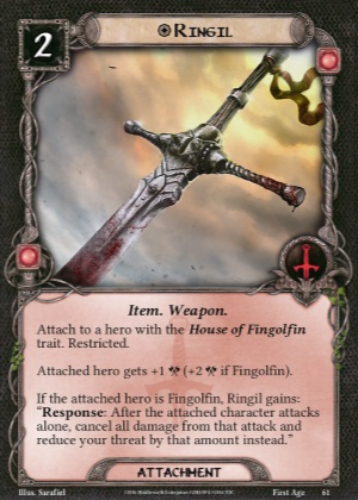 2
RINGIL
Item. Weapon.
Attach to a hero with the House of Fingolfin
trait. Restricted.
Attached hero gets +1 (+2 if Fingolfin).
If the attached hero is Fingolfin, Ringil gains:
“Response: After the attached character attacks
alone, cancel all damage from that attack and
reduce your threat by that amount instead.”
ATTACHMENT
Illus. Sarafiel
First Age
61